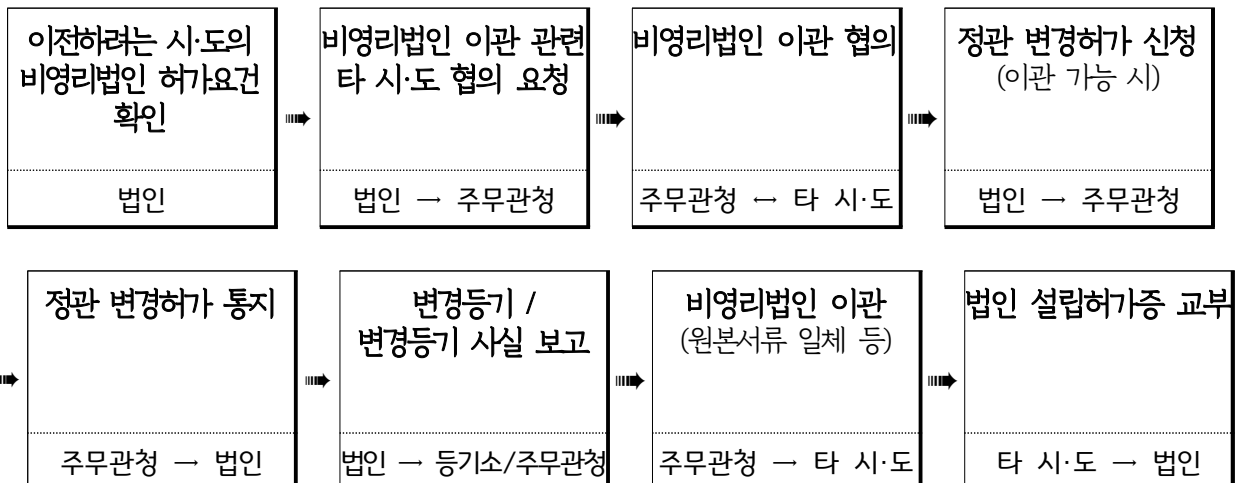 이전하려는 시·도의
비영리법인 허가요건
확인
법인
비영리법인 이관 관련
타 시·도 협의 요청
법인 → 주무관청
비영리법인 이관 협의
주무관청 ↔ 타 시·도
정관 변경허가 신청
(이관 가능 시)
법인 → 주무관청
정관 변경허가 통지
주무관청 → 법인
변경등기 /
변경등기 사실 보고
법인 → 등기소/주무관청
비영리법인 이관
(원본서류 일체 등)
주무관청 → 타 시·도
법인 설립허가증 교부
타 시·도 → 법인